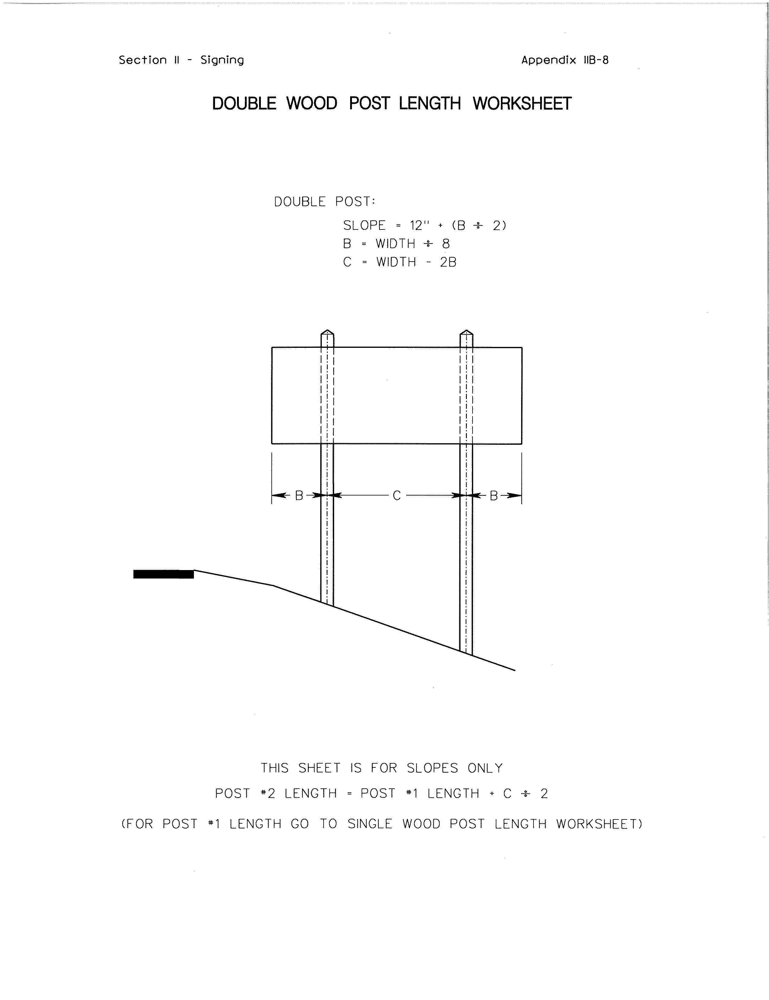 Section II - Signing
Appendix IIB-8
DOUBLE WOOD POST LENGTH WORKSHEET
DOUBLE POST:
SLOPE = 12" + (B ÷ 2)
B = WIDTH ÷ 8
C = WIDTH - 2B
B C B
THIS SHEET IS FOR SLOPES ONLY
POST #2 LENGTH = POST #1 LENGTH + C ÷ 2
(FOR POST #1 LENGTH GO TO SINGLE WOOD POST LENGTH WORKSHEET)